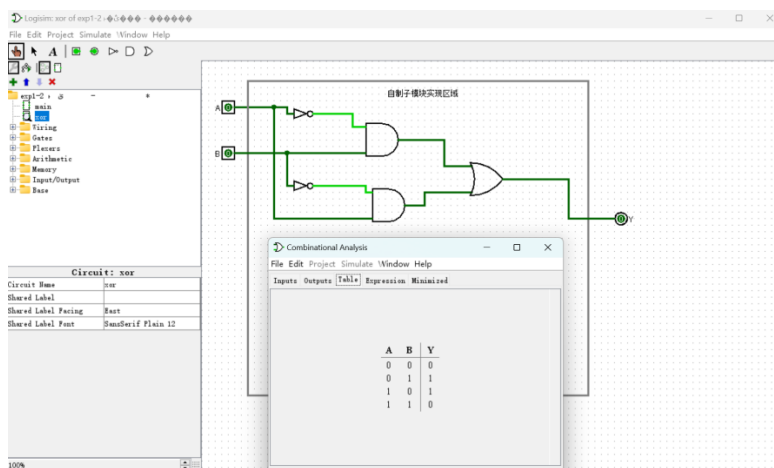 Logisim: xor of exp1-2
File Edit Project Simulate Window Help
A
exp1-2
main
xor
Wiring
Gates
Plexers
Arithmetic
Memory
Input/Output
Base
Circuit: xor
Circuit Name xor
Shared Label
Shared Label Facing East
Shared Label Font SansSerif Plain 12
100%
自制子模块实现区域
A
B
Y
Combinational Analysis
File Edit Project Simulate Window Help
Inputs Outputs Table Expression Minimized
A B Y
0 0 0
0 1 1
1 0 1
1 1 0